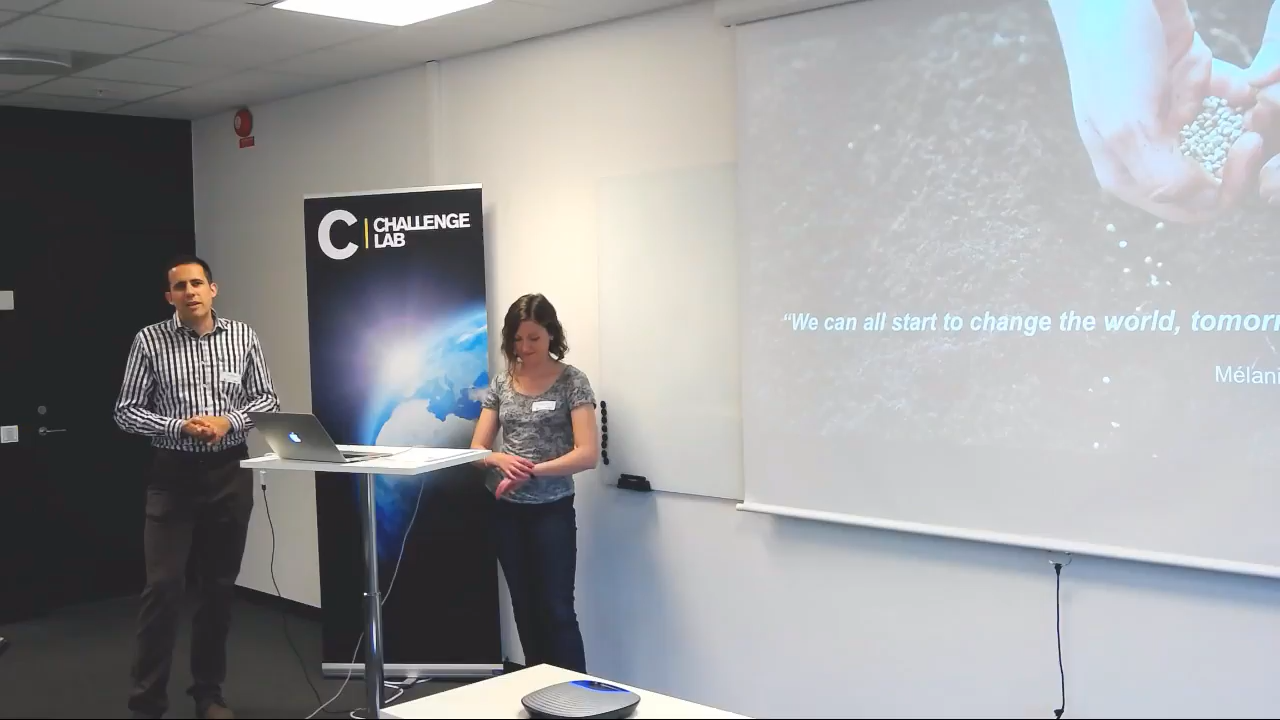 C | CHALLENGE
LAB
“We can all start to change the world, tomorr
Mélani